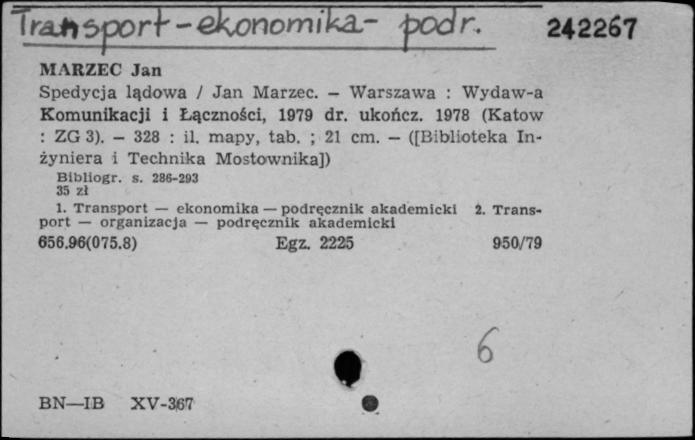 Transport-ekonomika- podr. 242267
MARZEC Jan
Spedycja lądowa / Jan Marzec. — Warszawa : Wydaw-a
Komunikacji i Łączności, 1979 dr. ukończ. 1978 (Katow
: ZG 3). — 328 : il. mapy, tab. ; 21 cm. — ([Biblioteka In-
żyniera i Technika Mostownika])
Bibliogr. s. 286-293
35 zł
1. Transport — ekonomika — podręcznik akademicki 2. Trans-
port — organizacja — podręcznik akademicki
656.96(075.8) Egz. 2225 950/79
6
BN—IB XV-367